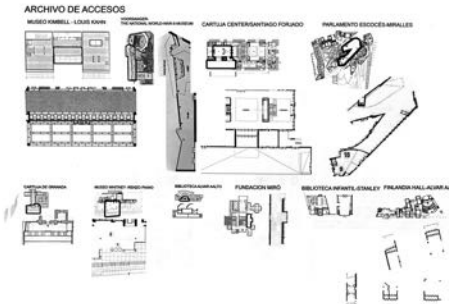 ARCHIVO DE ACCESOS
MUSEO KIMBELL - LOUIS KAHN
THE NATIONAL WORLD WAR II MUSEUM
CARTUJA CENTER/SANTIAGO FORJADO
PARLAMENTO ESCOCÉS-MIRALLES
CARTUJA DE GRANADA
MUSEO WHITNEY -RENZO PIANO
BIBLIOTECA ALVAR AALTO
FUNDACION MIRÓ
BIBLIOTECA INFANTIL-STANLEY
FINLANDIA HALL-ALVAR A